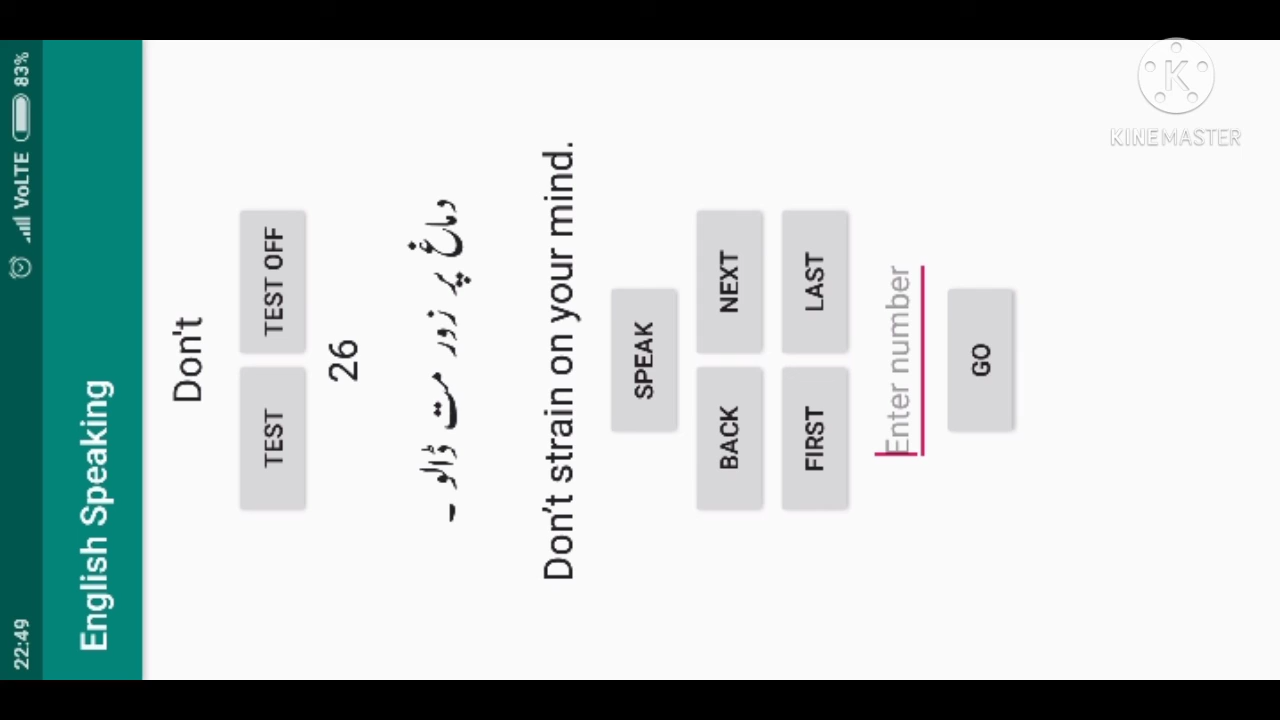 22:49 VoLTE 83%
English Speaking
Don't
TEST TEST OFF
26
دماغ پر زور مت ڈالو ۔
Don't strain on your mind.
SPEAK
BACK NEXT
FIRST LAST
Enter number
GO
K
KINEMASTER